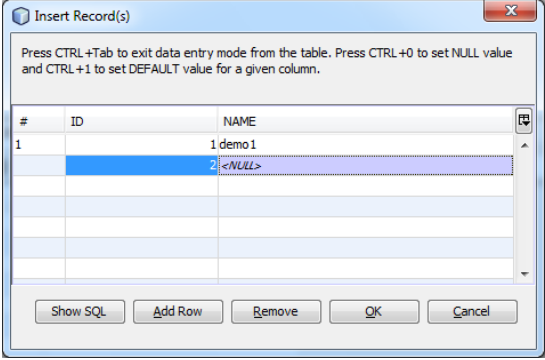 Insert Record(s)
Press CTRL+Tab to exit data entry mode from the table. Press CTRL+0 to set NULL value
and CTRL+1 to set DEFAULT value for a given column.
# ID NAME
1 1 demo1
2 <NULL>
Show SQL Add Row Remove OK Cancel